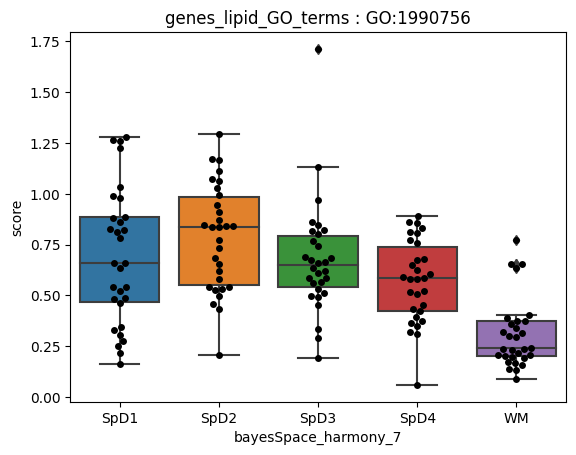 genes_lipid_GO_terms : GO:1990756
score
1.75
1.50
1.25
1.00
0.75
0.50
0.25
0.00
SpD1 SpD2 SpD3 SpD4 WM
bayesSpace_harmony_7